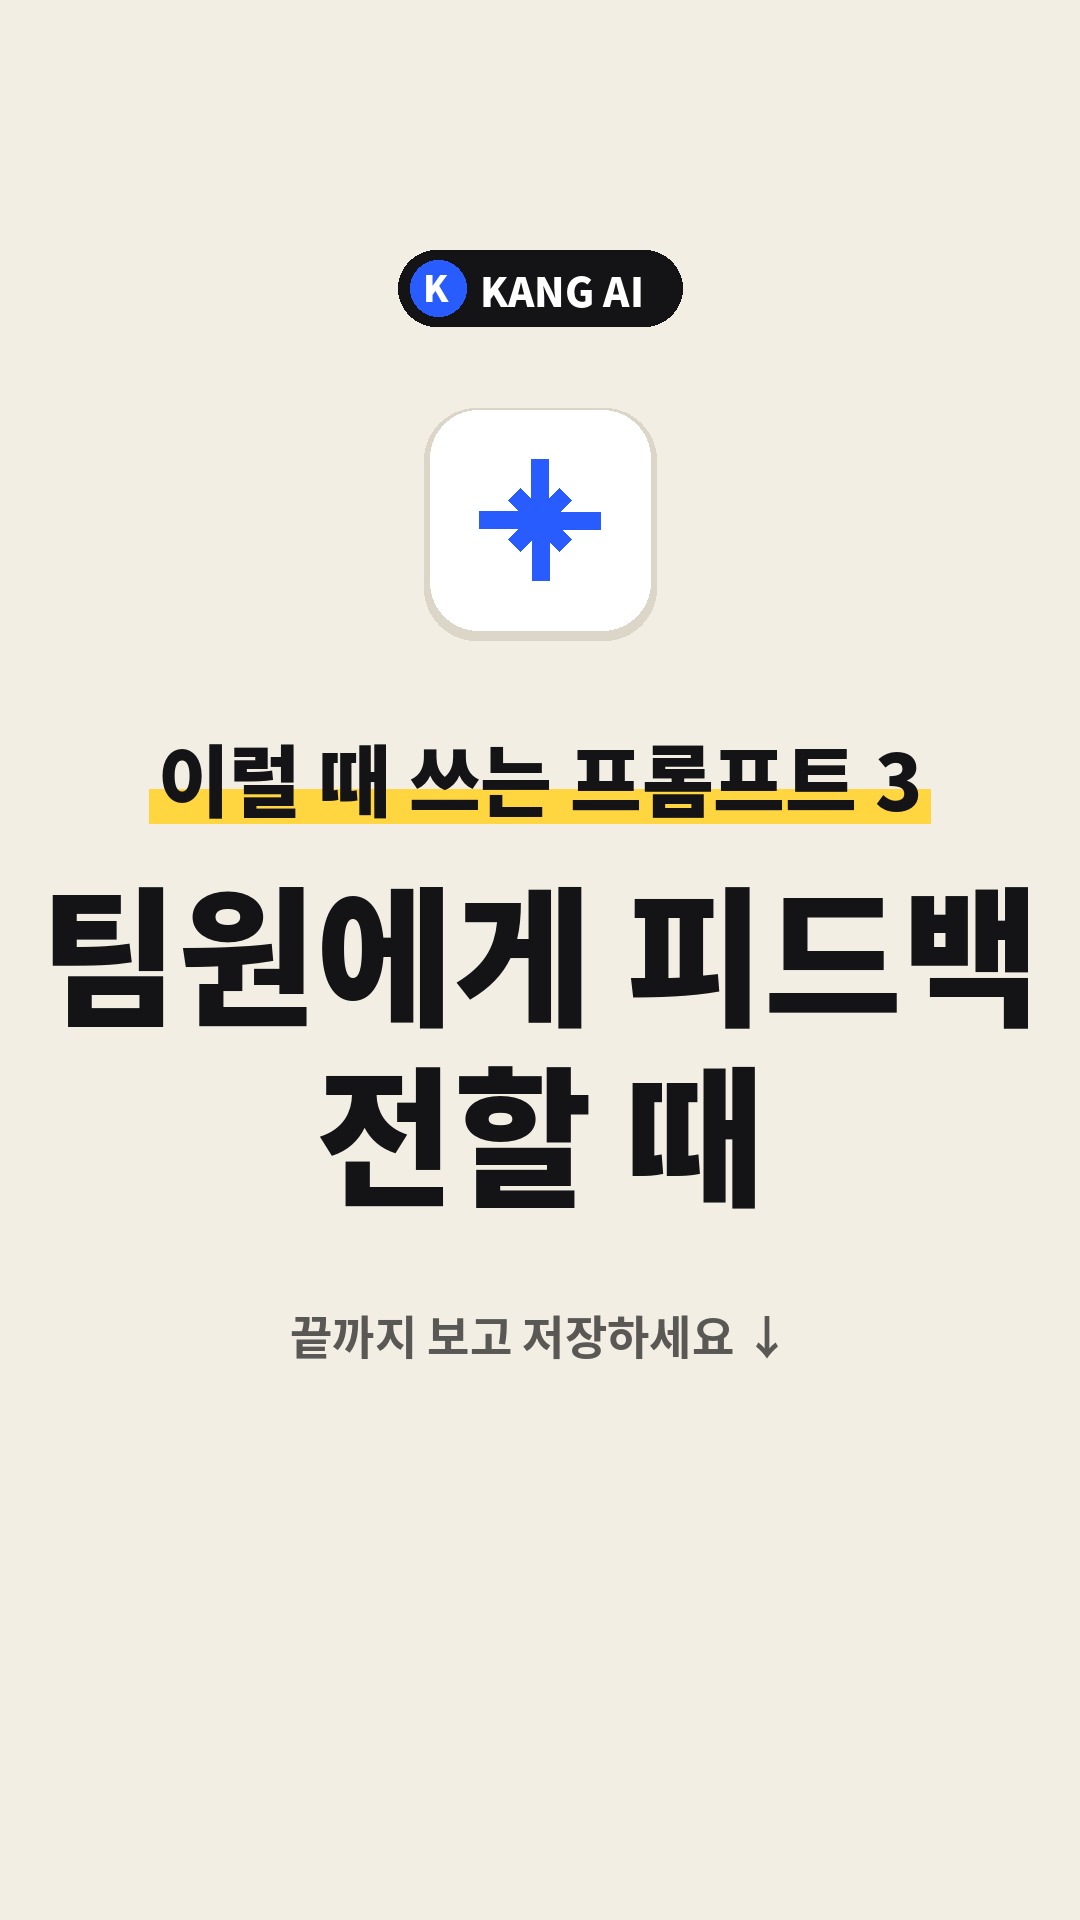 K KANG AI
이럴 때 쓰는 프롬프트 3
팀원에게 피드백
전할 때
끝까지 보고 저장하세요 ↓